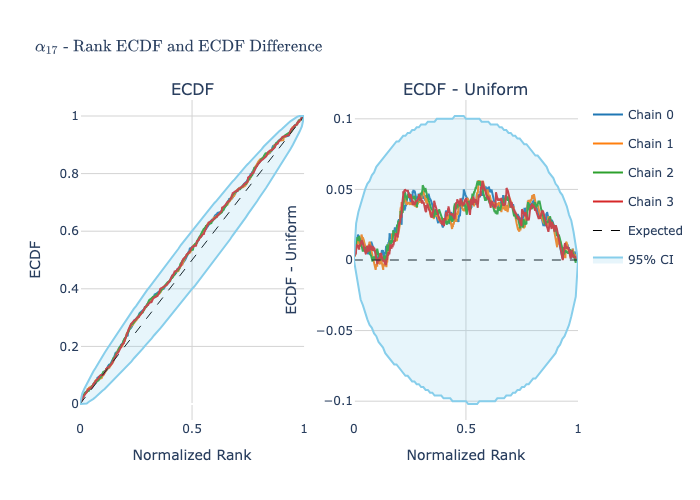 α₁₇ - Rank ECDF and ECDF Difference
ECDF
ECDF
1
0.8
0.6
0.4
0.2
0
0
0.5
1
Normalized Rank
ECDF - Uniform
ECDF - Uniform
0.1
0.05
0
−0.05
−0.1
0
0.5
1
Normalized Rank
Chain 0
Chain 1
Chain 2
Chain 3
Expected
95% CI